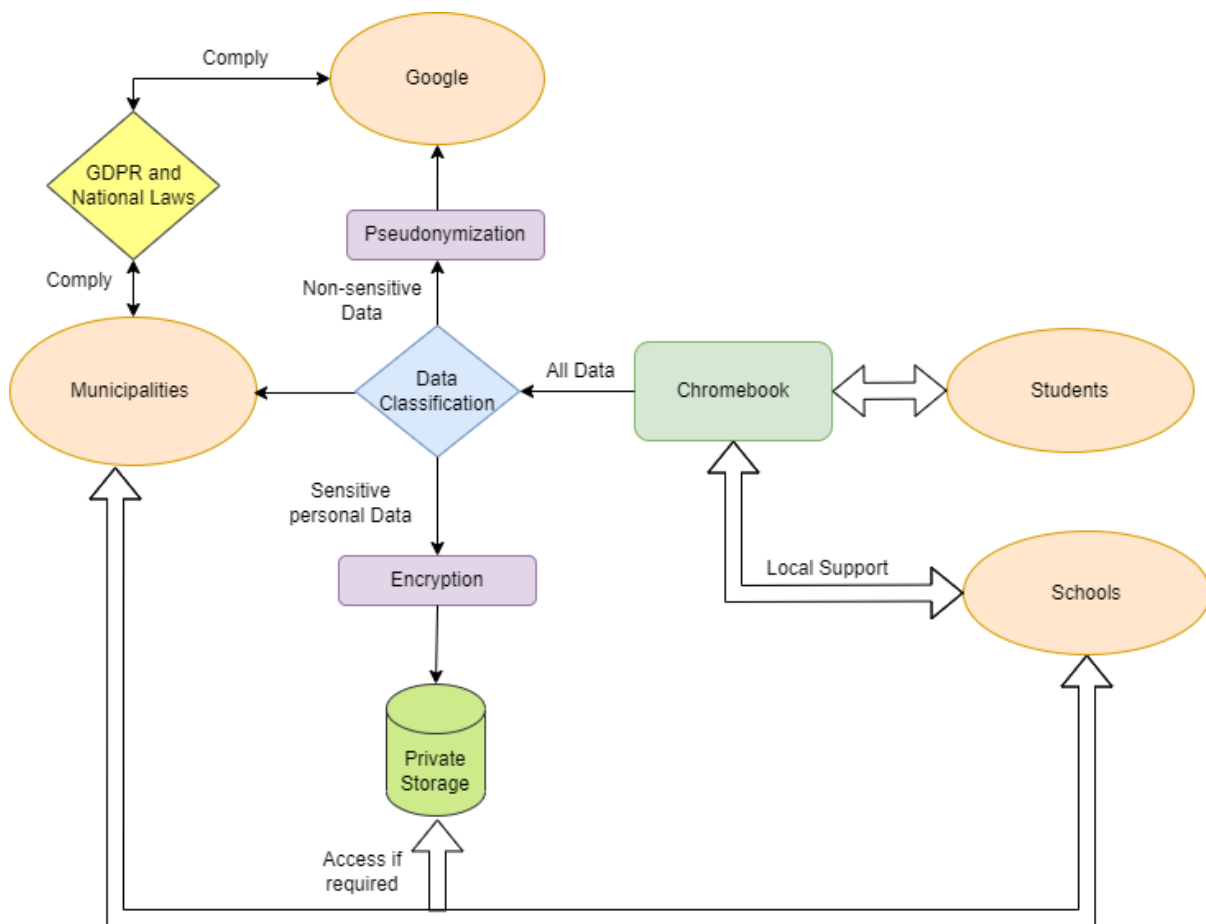 Comply
Google
GDPR and
National Laws
Pseudonymization
Comply
Non-sensitive
Data
Municipalities
Data
Classification
All Data
Chromebook
Students
Sensitive
personal Data
Encryption
Local Support
Schools
Private
Storage
Access if
required